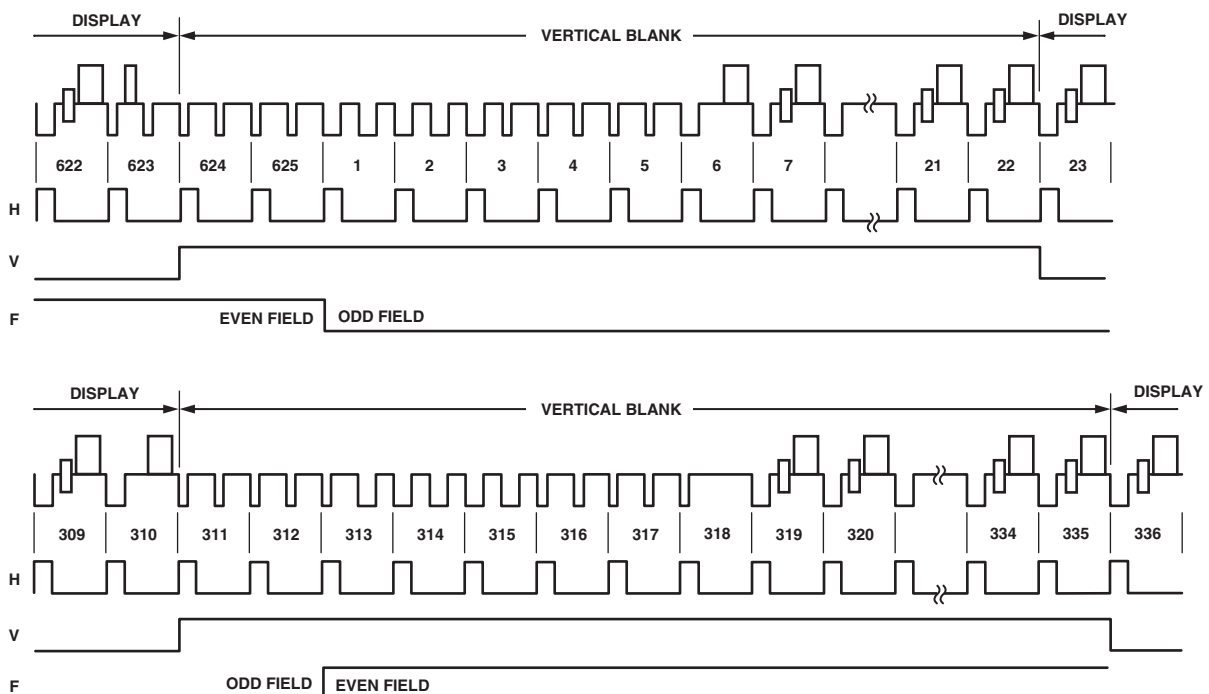 DISPLAY VERTICAL BLANK DISPLAY
622 623 624 625 1 2 3 4 5 6 7 21 22 23
H
V
F EVEN FIELD ODD FIELD
DISPLAY VERTICAL BLANK DISPLAY
309 310 311 312 313 314 315 316 317 318 319 320 334 335 336
H
V
F ODD FIELD EVEN FIELD